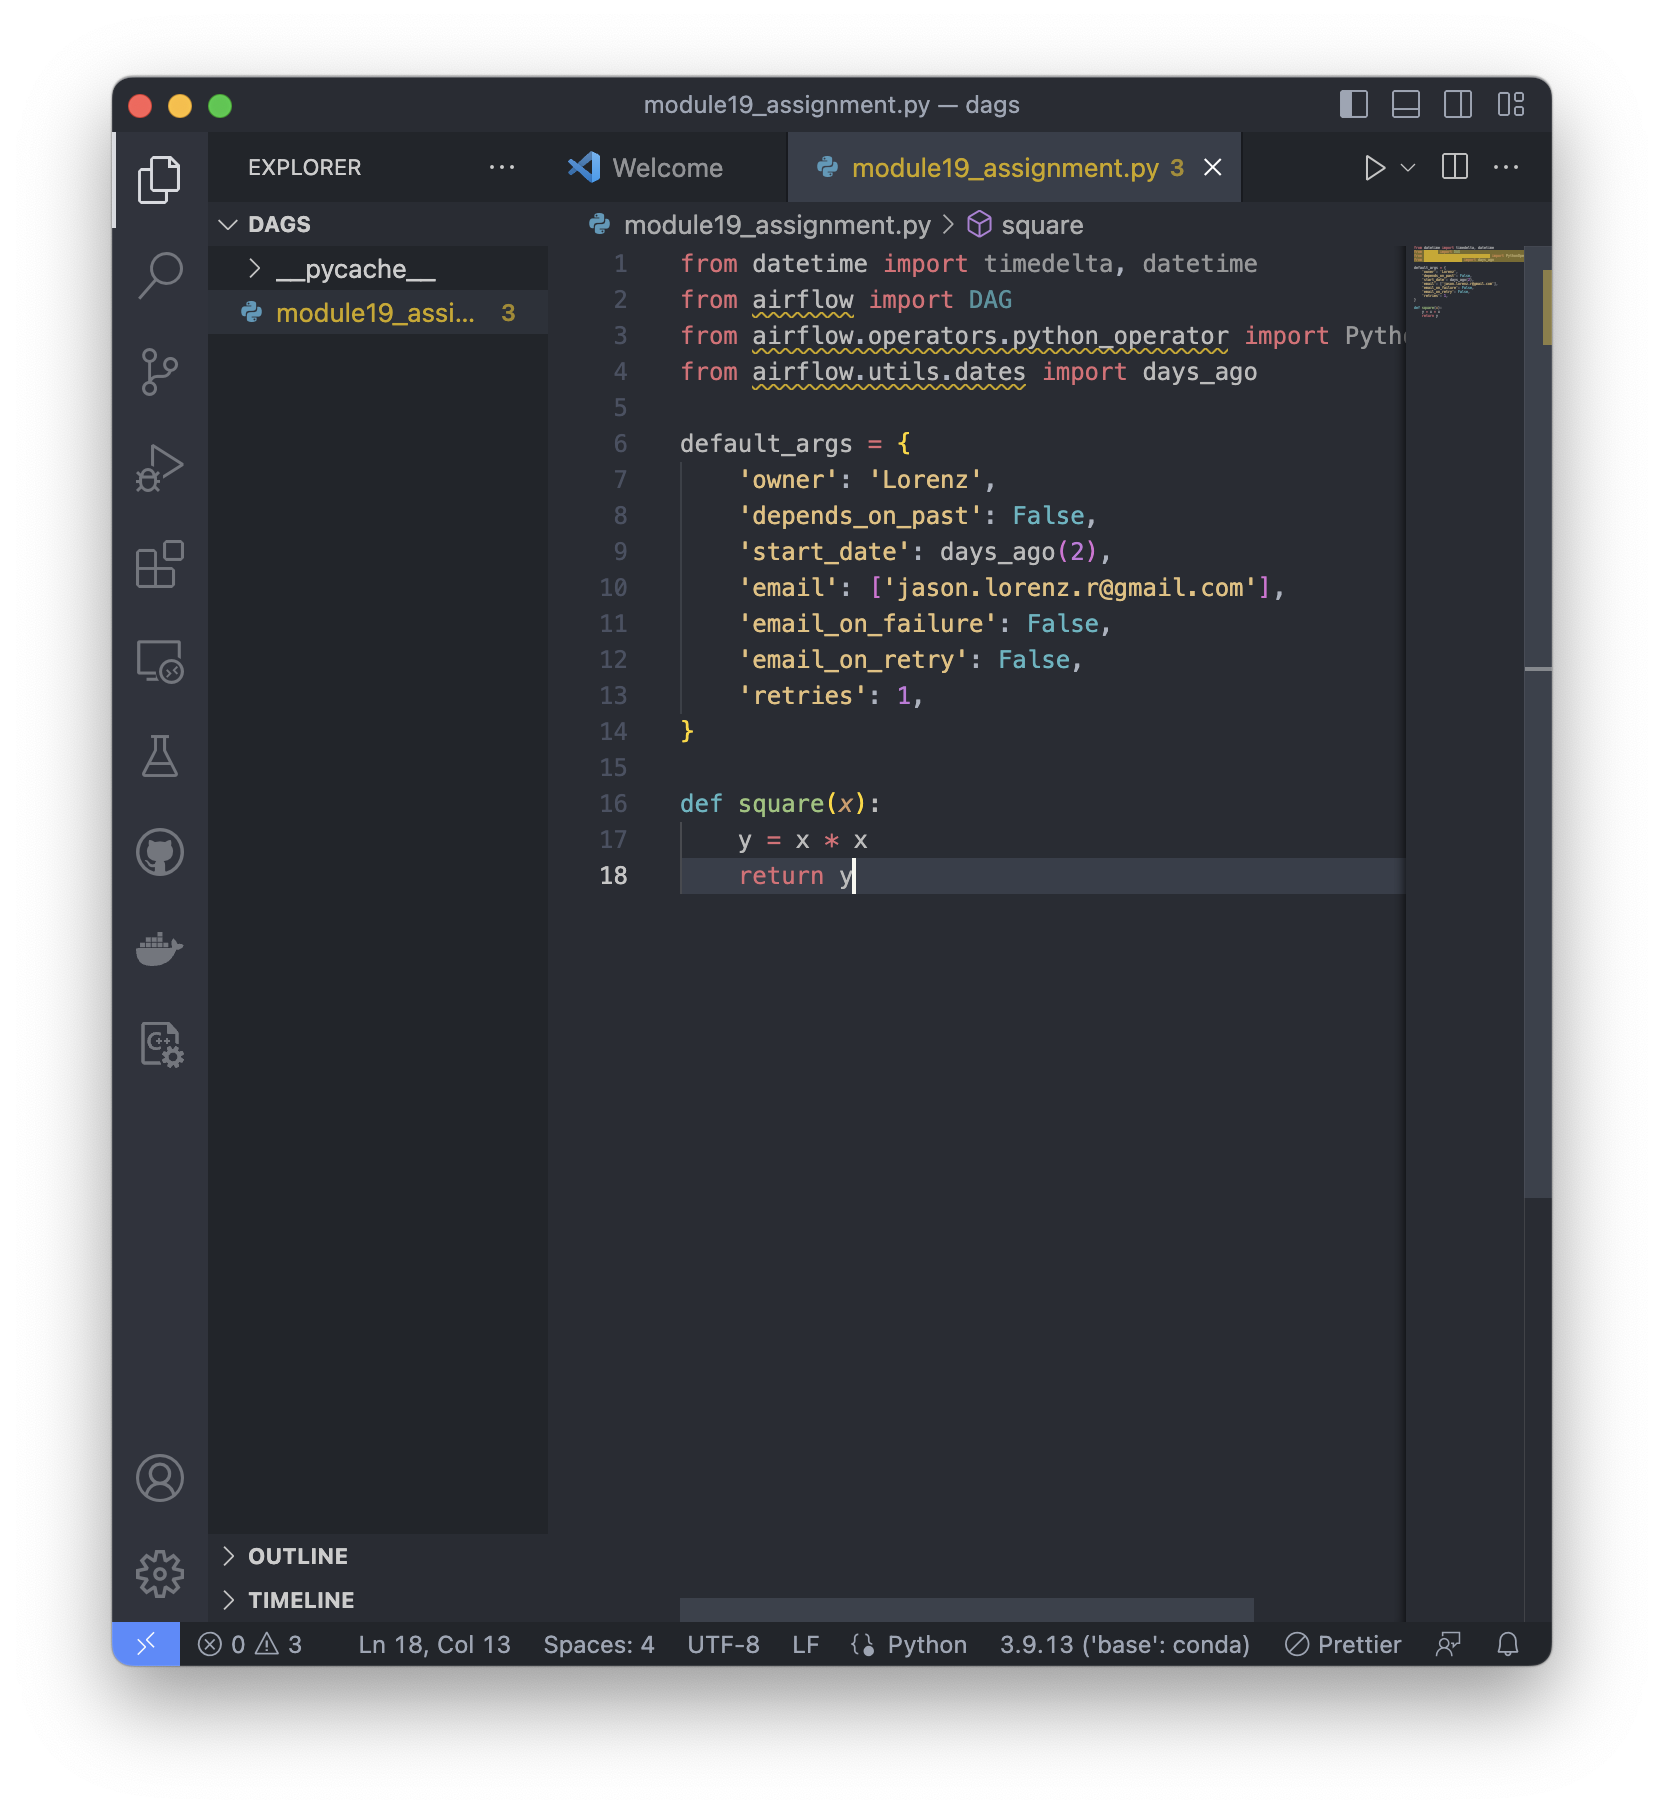 module19_assignment.py — dags
EXPLORER
Welcome
module19_assignment.py 3
DAGS
__pycache__
module19_assi... 3
module19_assignment.py > square
1 from datetime import timedelta, datetime
2 from airflow import DAG
3 from airflow.operators.python_operator import
4 from airflow.utils.dates import days_ago
5
6 default_args = {
7 'owner': 'Lorenz',
8 'depends_on_past': False,
9 'start_date': days_ago(2),
10 'email': ['jason.lorenz.r@gmail.com'],
11 'email_on_failure': False,
12 'email_on_retry': False,
13 'retries': 1,
14 }
15
16 def square(x):
17 y = x * x
18 return y
OUTLINE
TIMELINE
0 3 Ln 18, Col 13 Spaces: 4 UTF-8 LF Python 3.9.13 ('base': conda) Prettier